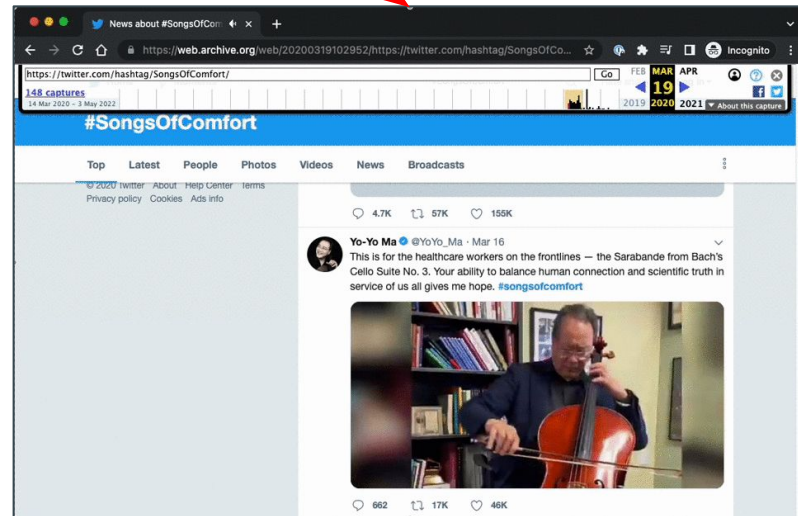 News about #SongsOfCom
https://web.archive.org/web/20200319102952/https://twitter.com/hashtag/SongsOfCo...
Incognito
https://twitter.com/hashtag/SongsOfComfort/
Go
FEB MAR APR
148 captures
19
14 Mar 2020 - 3 May 2022
2019 2020 2021
About this capture
#SongsOfComfort
Top Latest People Photos Videos News Broadcasts
© 2020 Twitter About Help Center Terms
Privacy policy Cookies Ads info
4.7K 57K 155K
Yo-Yo Ma @YoYo_Ma · Mar 16
This is for the healthcare workers on the frontlines — the Sarabande from Bach's
Cello Suite No. 3. Your ability to balance human connection and scientific truth in
service of us all gives me hope. #songsofcomfort
662 17K 46K